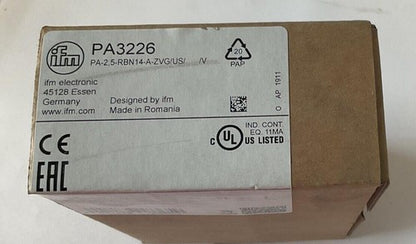 ifm
PA3226
PA-2,5-RBN14-A-ZVG/US/ /V
ifm electronic
45128 Essen
Germany
www.ifm.com
Designed by ifm
Made in Romania
20
PAP
O AP 1911
CE
EAC
C UL US LISTED
IND. CONT.
EQ. 11MA